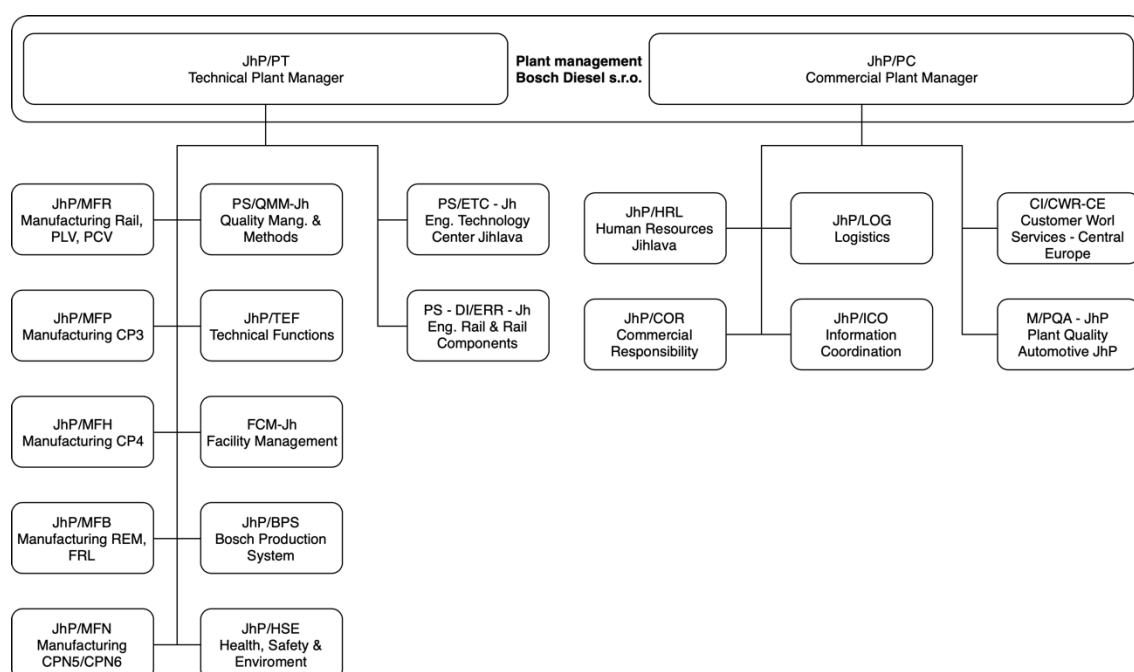 JhP/PT
Technical Plant Manager
Plant management
Bosch Diesel s.r.o.
JhP/PC
Commercial Plant Manager
JhP/MFR
Manufacturing Rail,
PLV, PCV
PS/QMM-Jh
Quality Mang. &
Methods
PS/ETC - Jh
Eng. Technology
Center Jihlava
JhP/HRL
Human Resources
Jihlava
JhP/LOG
Logistics
CI/CWR-CE
Customer Worl
Services - Central
Europe
JhP/MFP
Manufacturing CP3
JhP/TEF
Technical Functions
PS - DI/ERR - Jh
Eng. Rail & Rail
Components
JhP/COR
Commercial
Responsibility
JhP/ICO
Information
Coordination
M/PQA - JhP
Plant Quality
Automotive JhP
JhP/MFH
Manufacturing CP4
FCM-Jh
Facility Management
JhP/MFB
Manufacturing REM,
FRL
JhP/BPS
Bosch Production
System
JhP/MFN
Manufacturing
CPN5/CPN6
JhP/HSE
Health, Safety &
Enviroment